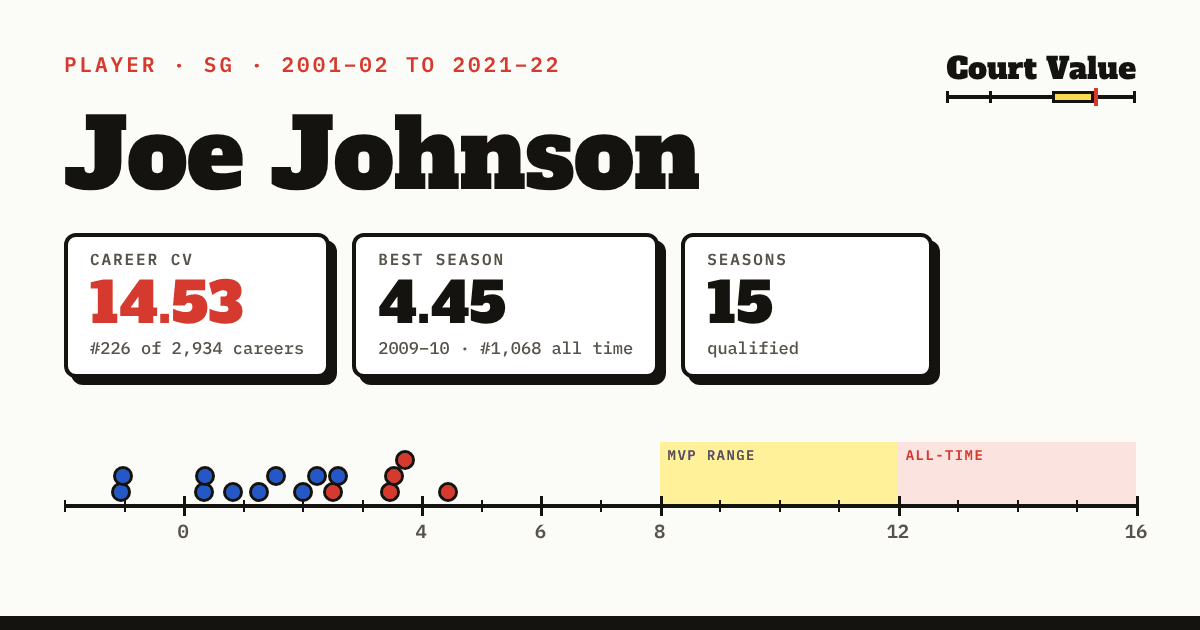 PLAYER · SG · 2001–02 TO 2021–22
Court Value
Joe Johnson
CAREER CV
14.53
#226 of 2,934 careers
BEST SEASON
4.45
2009–10 · #1,068 all time
SEASONS
15
qualified
MVP RANGE
ALL-TIME
0 4 6 8 12 16